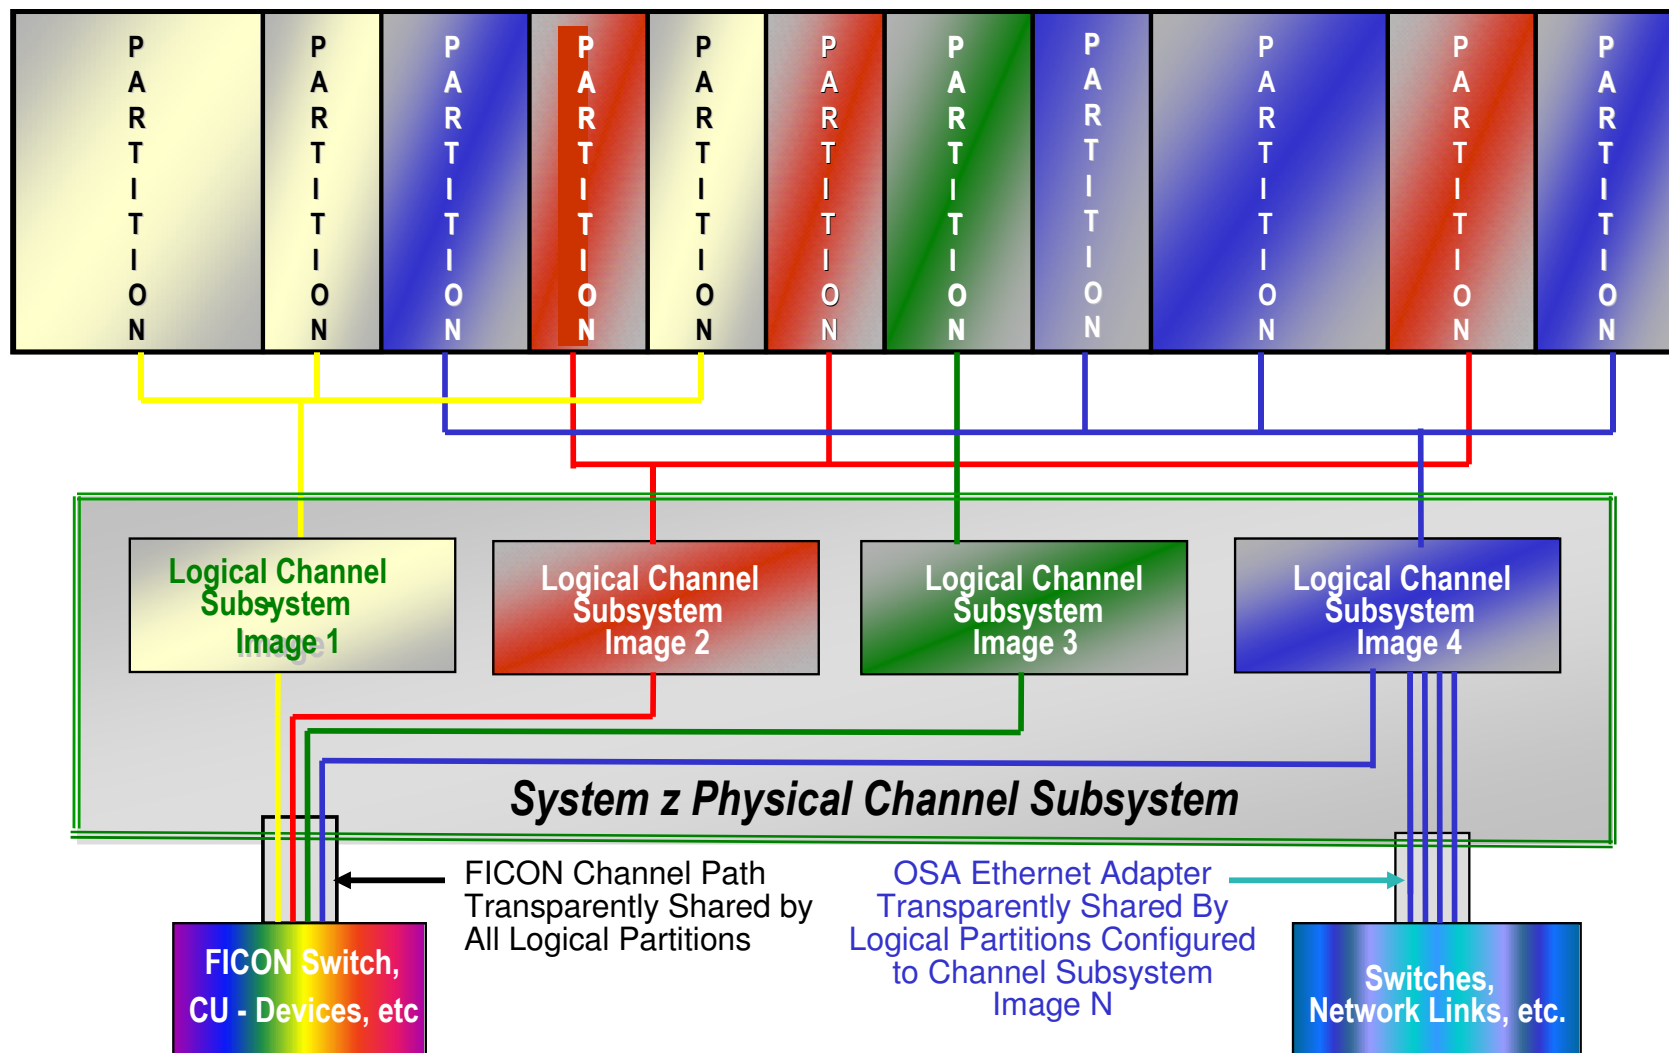 PARTITION
PARTITION
PARTITION
PARTITION
PARTITION
PARTITION
PARTITION
PARTITION
PARTITION
PARTITION
PARTITION
Logical Channel
Subsystem
Image 1
Logical Channel
Subsystem
Image 2
Logical Channel
Subsystem
Image 3
Logical Channel
Subsystem
Image 4
System z Physical Channel Subsystem
FICON Channel Path
Transparently Shared by
All Logical Partitions
OSA Ethernet Adapter
Transparently Shared By
Logical Partitions Configured
to Channel Subsystem
Image N
FICON Switch,
CU - Devices, etc
Switches,
Network Links, etc.